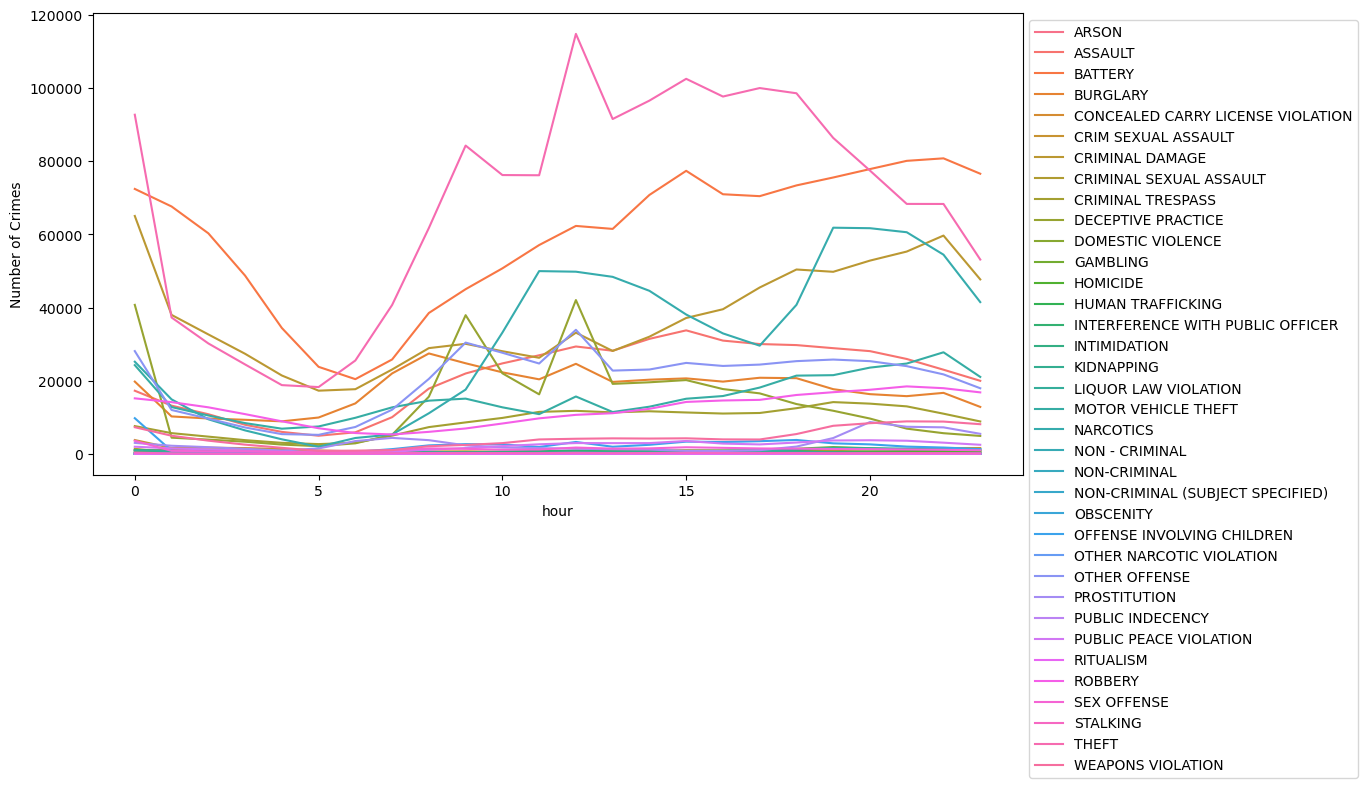 120000
100000
80000
60000
40000
20000
0
Number of Crimes
0 5 10 15 20
hour
ARSON
ASSAULT
BATTERY
BURGLARY
CONCEALED CARRY LICENSE VIOLATION
CRIM SEXUAL ASSAULT
CRIMINAL DAMAGE
CRIMINAL SEXUAL ASSAULT
CRIMINAL TRESPASS
DECEPTIVE PRACTICE
DOMESTIC VIOLENCE
GAMBLING
HOMICIDE
HUMAN TRAFFICKING
INTERFERENCE WITH PUBLIC OFFICER
INTIMIDATION
KIDNAPPING
LIQUOR LAW VIOLATION
MOTOR VEHICLE THEFT
NARCOTICS
NON - CRIMINAL
NON-CRIMINAL
NON-CRIMINAL (SUBJECT SPECIFIED)
OBSCENITY
OFFENSE INVOLVING CHILDREN
OTHER NARCOTIC VIOLATION
OTHER OFFENSE
PROSTITUTION
PUBLIC INDECENCY
PUBLIC PEACE VIOLATION
RITUALISM
ROBBERY
SEX OFFENSE
STALKING
THEFT
WEAPONS VIOLATION